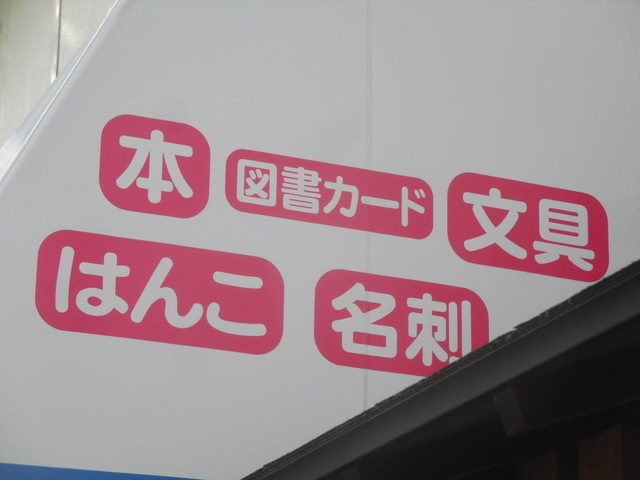 本 図書カード 文具
はんこ 名刺